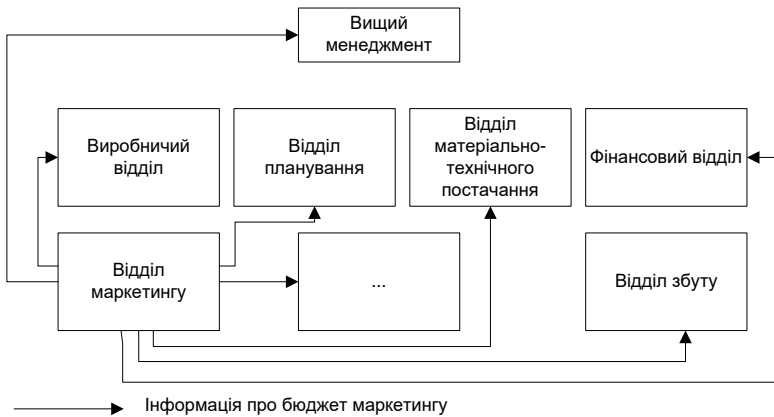 Вищий
менеджмент
Виробничий
відділ
Відділ
планування
Відділ
матеріально-
технічного
постачання
Фінансовий відділ
Відділ
маркетингу
...
Відділ збуту
Інформація про бюджет маркетингу